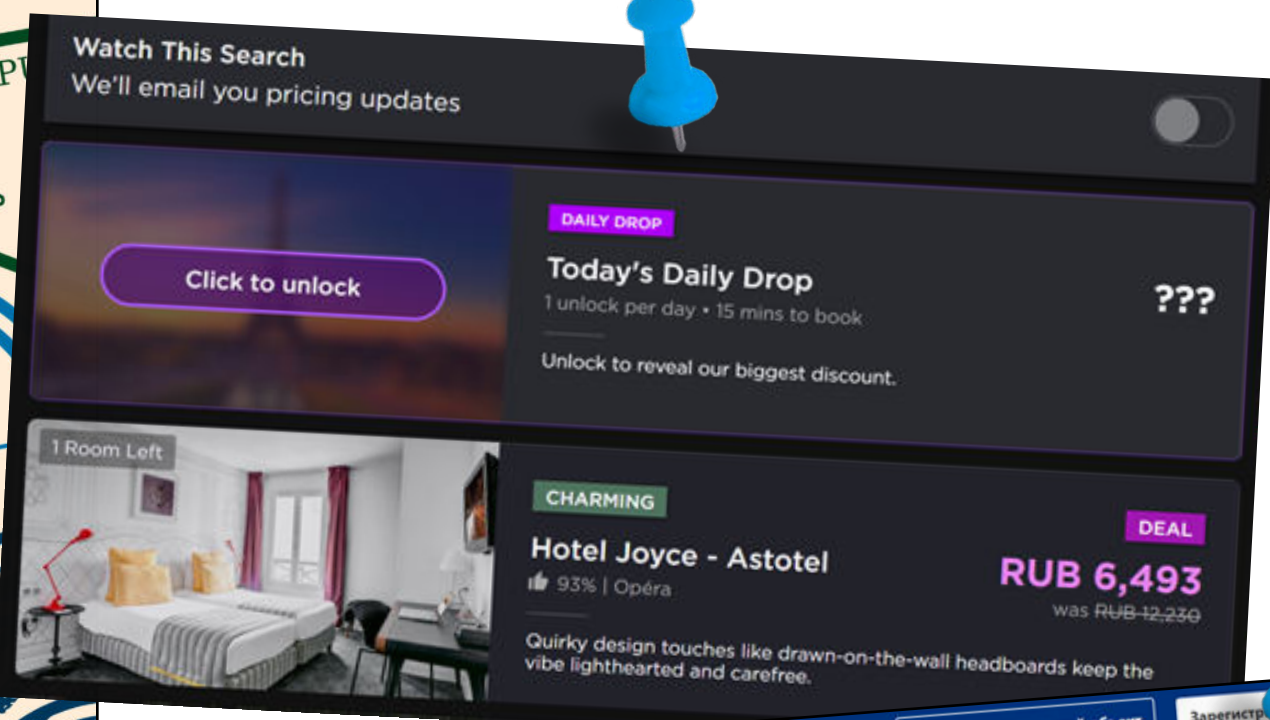 Watch This Search
We'll email you pricing updates
Click to unlock
DAILY DROP
Today's Daily Drop
1 unlock per day • 15 mins to book
???
Unlock to reveal our biggest discount.
1 Room Left
CHARMING
DEAL
Hotel Joyce - Astotel
RUB 6,493
93% | Opéra
was RUB 12,230
Quirky design touches like drawn-on-the-wall headboards keep the
vibe lighthearted and carefree.